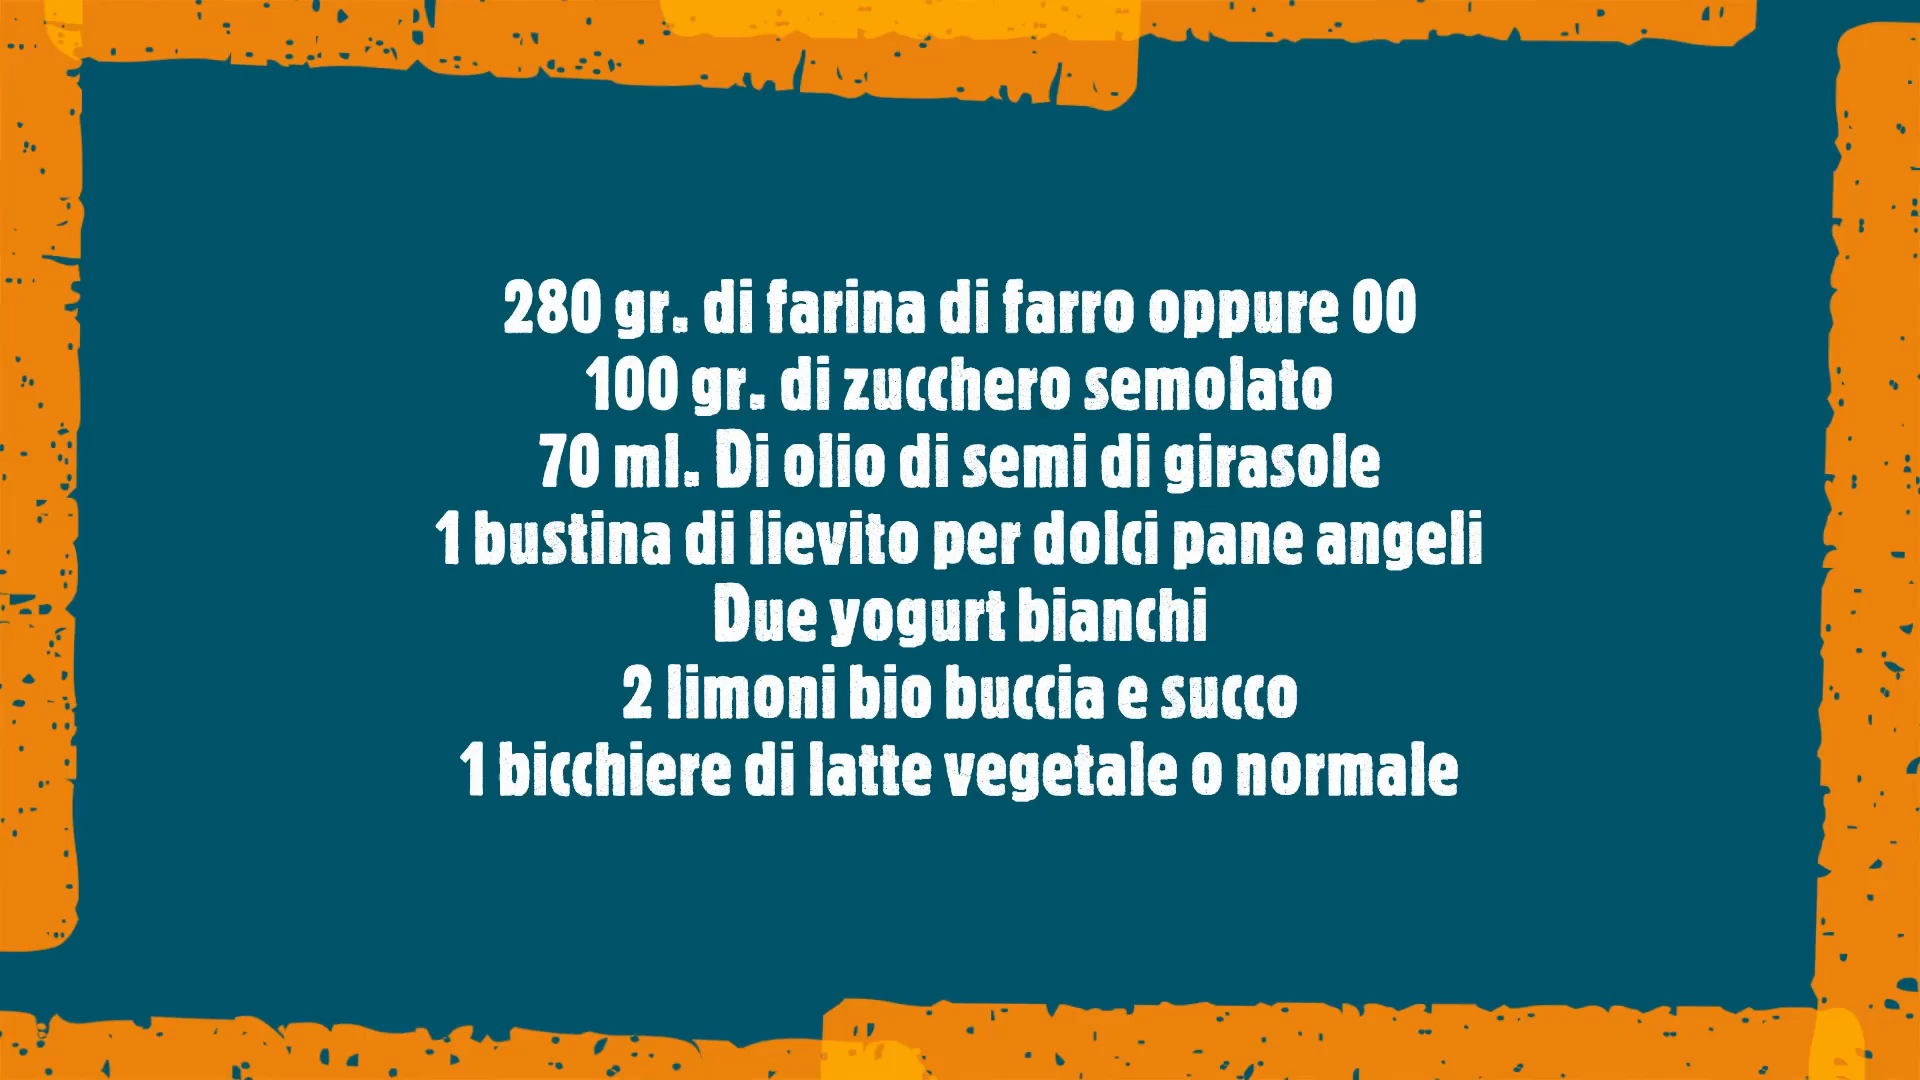 280 gr. di farina di farro oppure 00
100 gr. di zucchero semolato
70 ml. Di olio di semi di girasole
1 bustina di lievito per dolci pane angeli
Due yogurt bianchi
2 limoni bio buccia e succo
1 bicchiere di latte vegetale o normale